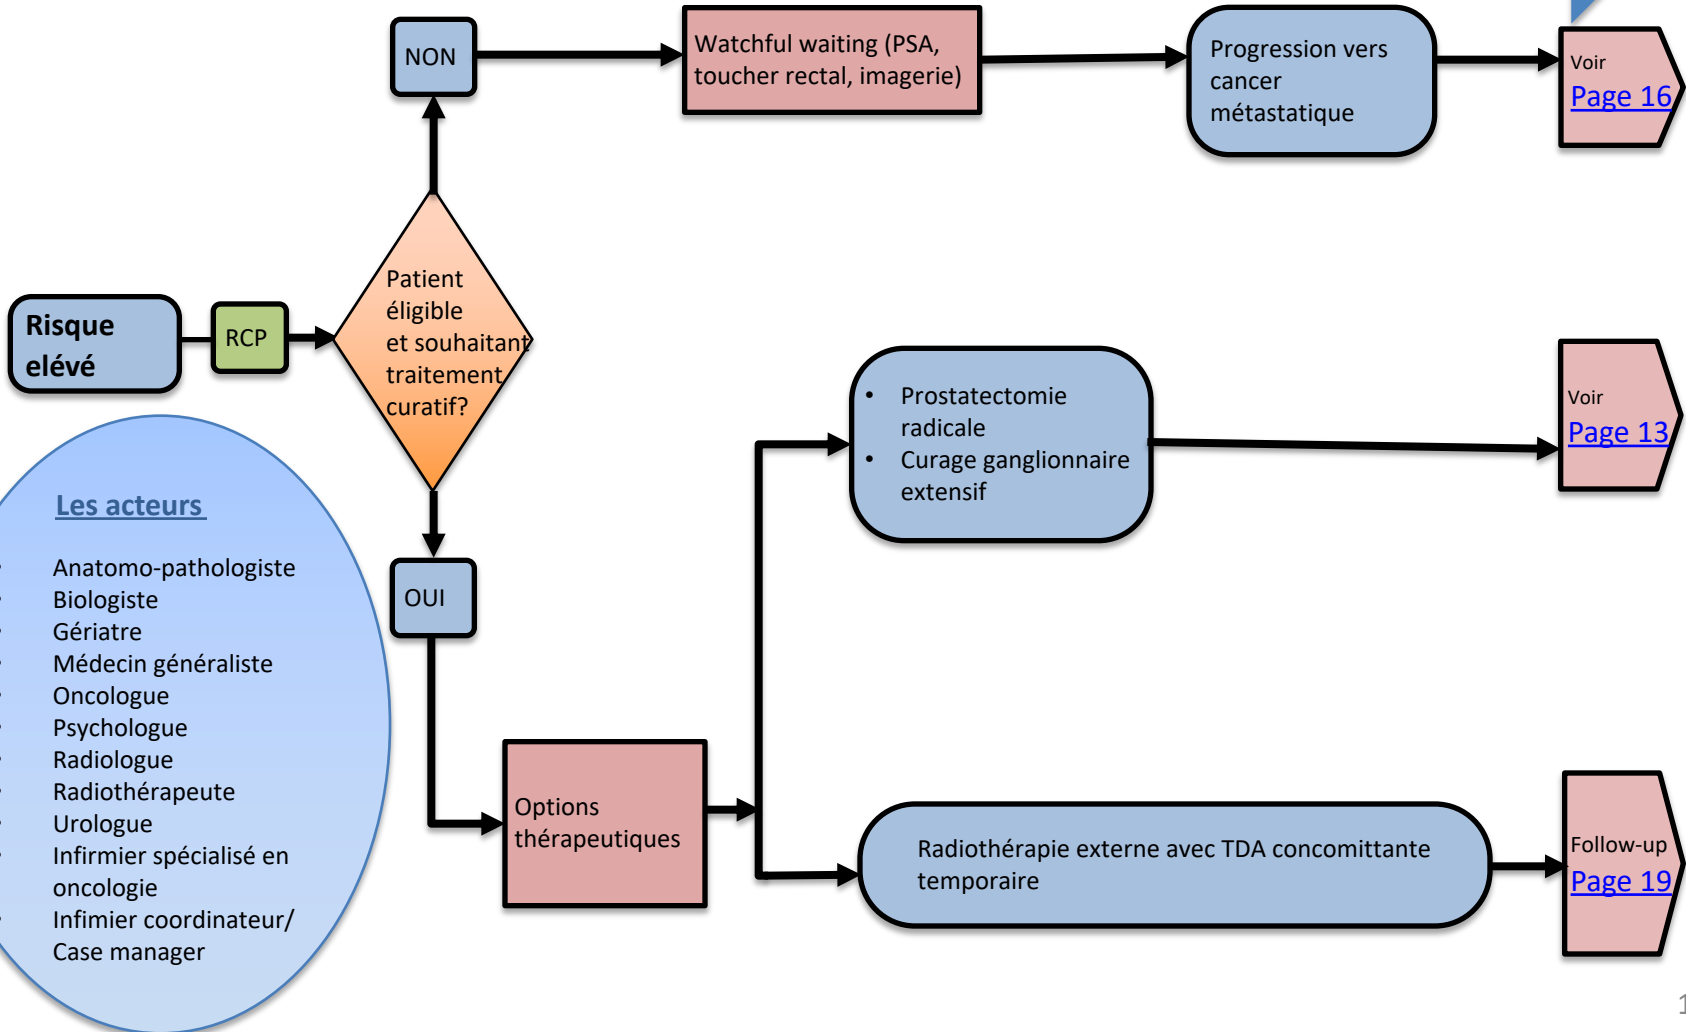 NON
Watchful waiting (PSA,
toucher rectal, imagerie)
Progression vers
cancer
métastatique
Voir
Page 16
Patient
éligible
et souhaitant
traitement
curatif?
Risque
elévé
RCP
Prostatectomie
radicale
Curage ganglionnaire
extensif
Voir
Page 13
Les acteurs
Anatomo-pathologiste
Biologiste
Gériatre
Médecin généraliste
Oncologue
Psychologue
Radiologue
Radiothérapeute
Urologue
Infirmier spécialisé en
oncologie
Infimier coordinateur/
Case manager
OUI
Options
thérapeutiques
Radiothérapie externe avec TDA concomittante
temporaire
Follow-up
Page 19
1